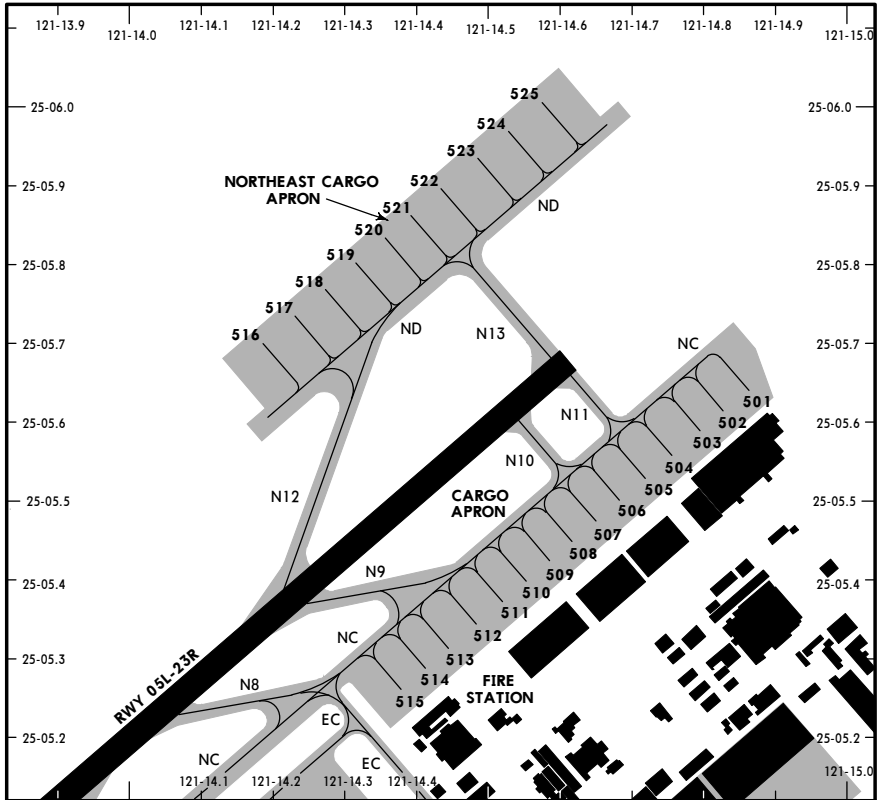 121-13.9 121-14.1 121-14.2 121-14.3 121-14.4 121-14.5 121-14.6 121-14.7 121-14.8 121-14.9
121-14.0 121-15.0
525
25-06.0 25-06.0
524
523
NORTHEAST CARGO
APRON
522
25-05.9 25-05.9
521
ND
520
519
25-05.8 25-05.8
518
517
516
ND
N13
NC
25-05.7 25-05.7
501
N11
502
25-05.6 25-05.6
503
N10
504
505
N12
CARGO
APRON
25-05.5 25-05.5
506
507
508
N9
509
25-05.4 25-05.4
510
511
NC
512
513
25-05.3 25-05.3
RWY 05L-23R
N8
514
FIRE
STATION
515
EC
25-05.2 25-05.2
NC
EC
121-14.1 121-14.2 121-14.3 121-14.4 121-15.0